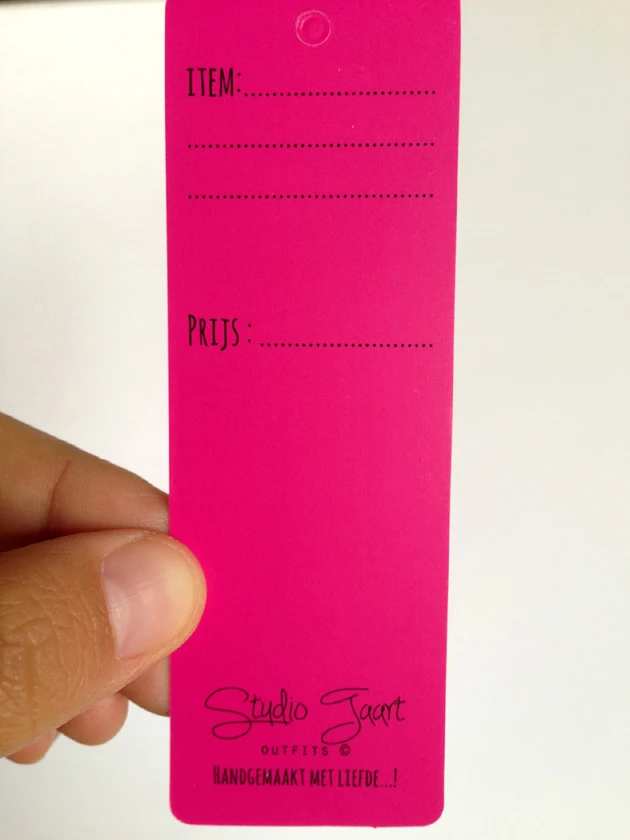 ITEM:........................................
........................................
........................................
PRIJS : ........................................
Studio Jaart
OUTFITS ©
HANDGEMAAKT MET LIEFDE...!